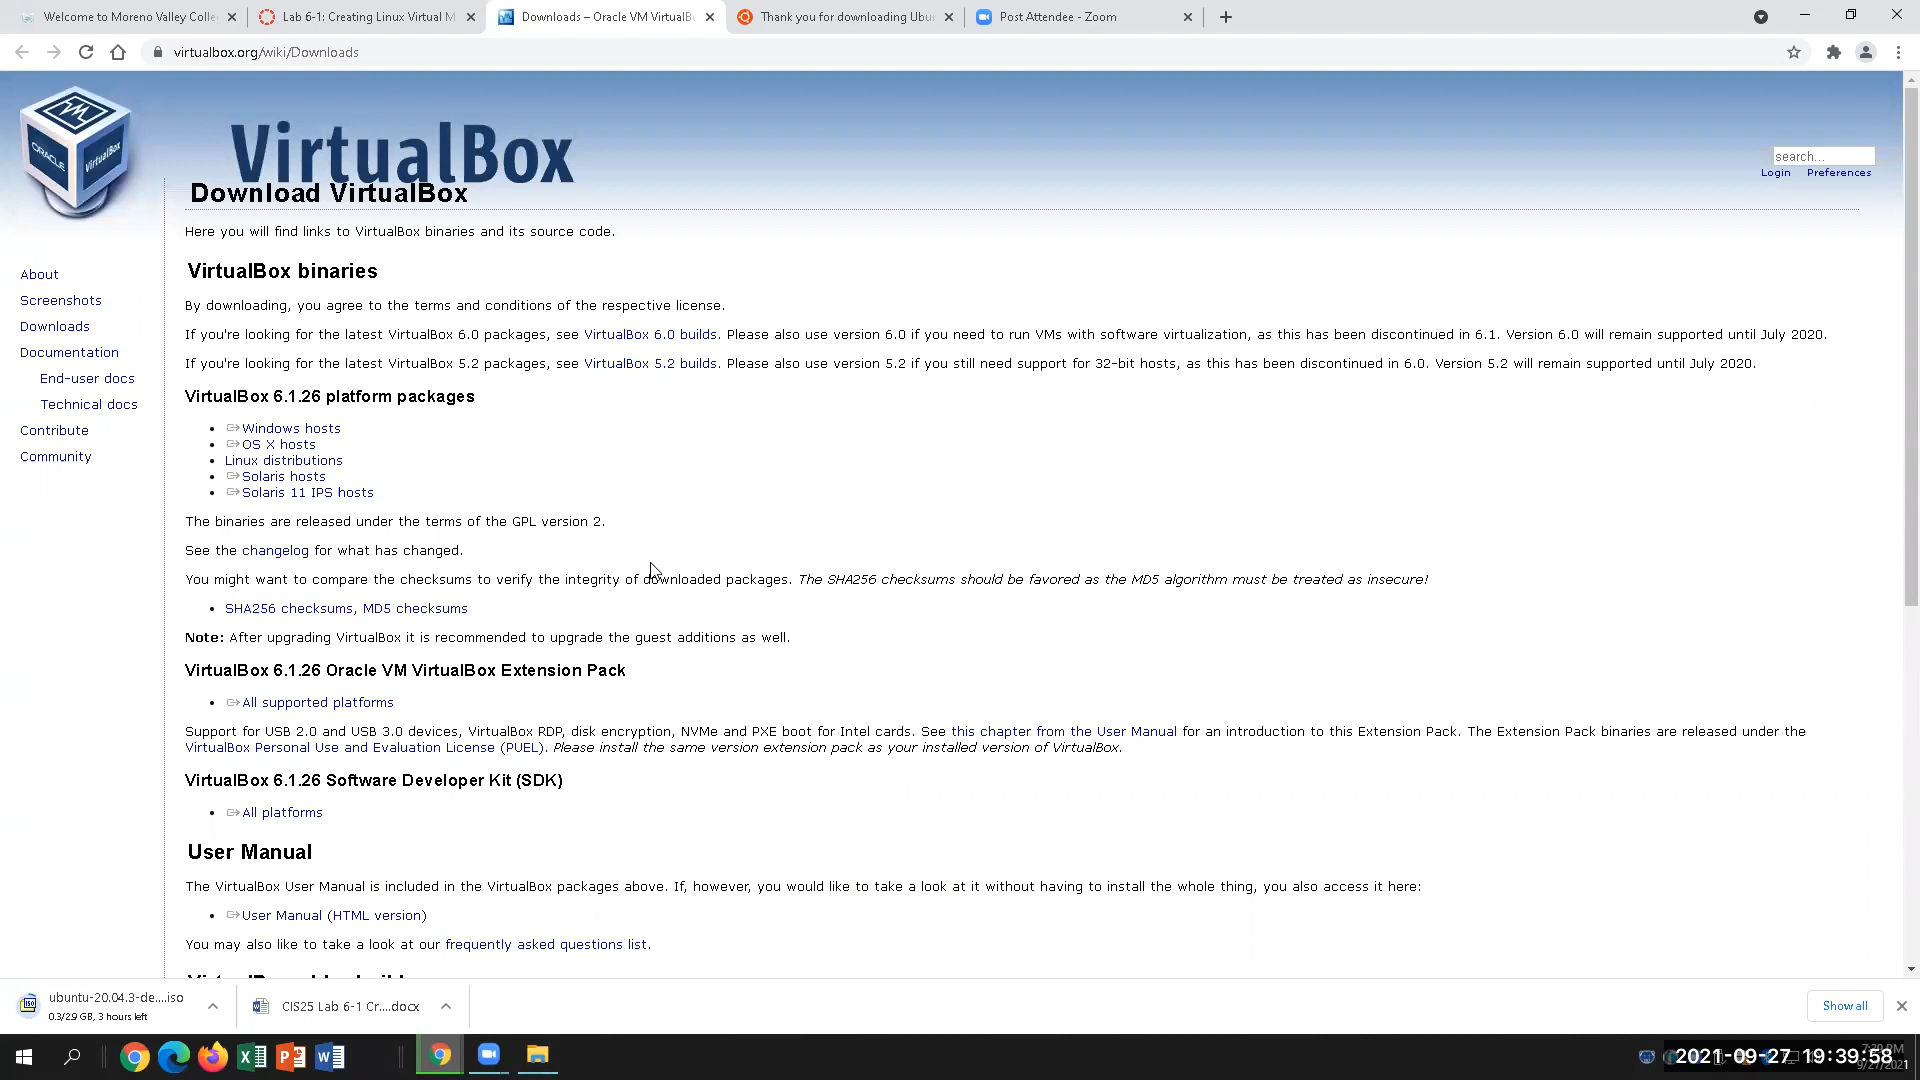 Welcome to Moreno Valley Colle
Lab 6-1: Creating Linux Virtual M
Downloads – Oracle VM VirtualBo
Thank you for downloading Ubu
Post Attendee - Zoom
virtualbox.org/wiki/Downloads
ORACLE
VirtualBox
VirtualBox
search...
Login Preferences
Download VirtualBox
Here you will find links to VirtualBox binaries and its source code.
About
Screenshots
Downloads
Documentation
End-user docs
Technical docs
Contribute
Community
VirtualBox binaries
By downloading, you agree to the terms and conditions of the respective license.
If you're looking for the latest VirtualBox 6.0 packages, see VirtualBox 6.0 builds. Please also use version 6.0 if you need to run VMs with software virtualization, as this has been discontinued in 6.1. Version 6.0 will remain supported until July 2020.
If you're looking for the latest VirtualBox 5.2 packages, see VirtualBox 5.2 builds. Please also use version 5.2 if you still need support for 32-bit hosts, as this has been discontinued in 6.0. Version 5.2 will remain supported until July 2020.
VirtualBox 6.1.26 platform packages
Windows hosts
OS X hosts
Linux distributions
Solaris hosts
Solaris 11 IPS hosts
The binaries are released under the terms of the GPL version 2.
See the changelog for what has changed.
You might want to compare the checksums to verify the integrity of downloaded packages. The SHA256 checksums should be favored as the MD5 algorithm must be treated as insecure!
SHA256 checksums, MD5 checksums
Note: After upgrading VirtualBox it is recommended to upgrade the guest additions as well.
VirtualBox 6.1.26 Oracle VM VirtualBox Extension Pack
All supported platforms
Support for USB 2.0 and USB 3.0 devices, VirtualBox RDP, disk encryption, NVMe and PXE boot for Intel cards. See this chapter from the User Manual for an introduction to this Extension Pack. The Extension Pack binaries are released under the
VirtualBox Personal Use and Evaluation License (PUEL). Please install the same version extension pack as your installed version of VirtualBox.
VirtualBox 6.1.26 Software Developer Kit (SDK)
All platforms
User Manual
The VirtualBox User Manual is included in the VirtualBox packages above. If, however, you would like to take a look at it without having to install the whole thing, you also access it here:
User Manual (HTML version)
You may also like to take a look at our frequently asked questions list.
ubuntu-20.04.3-de....iso
0.3/2.9 GB, 3 hours left
CIS25 Lab 6-1 Cr....docx
Show all
2021-09-27 19:39:58
9/27/2021